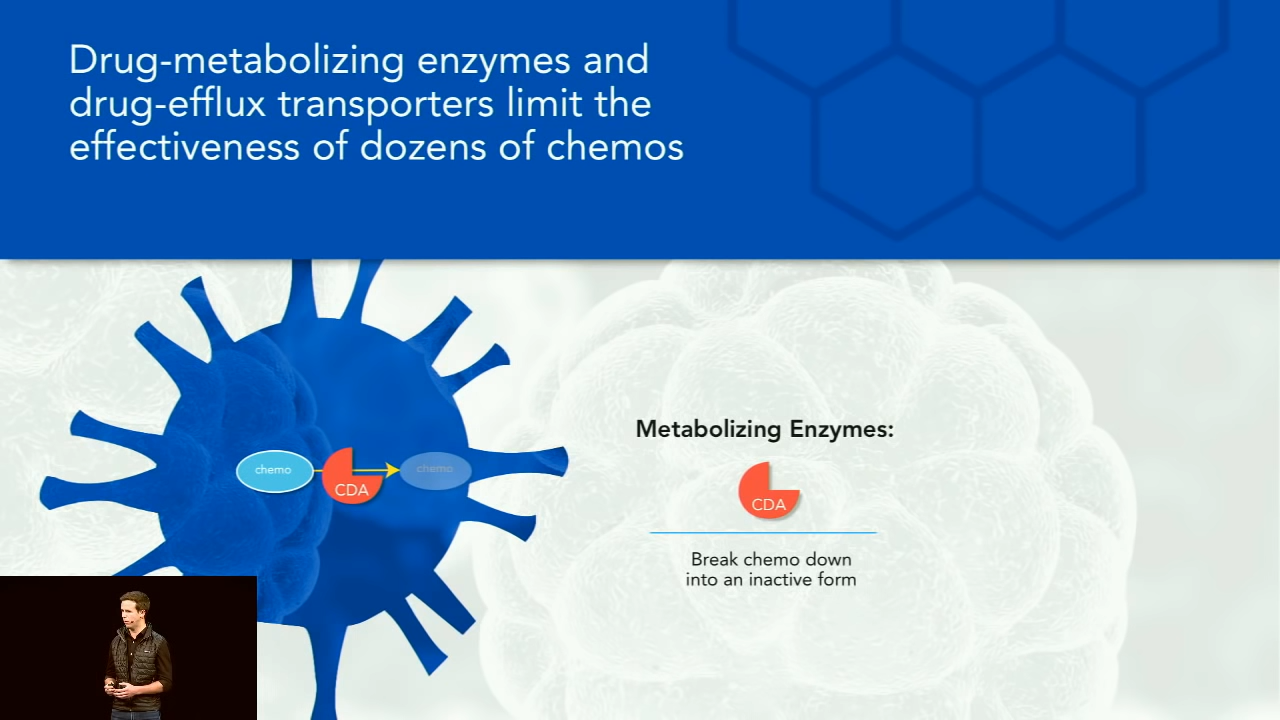 Drug-metabolizing enzymes and
drug-efflux transporters limit the
effectiveness of dozens of chemos
Metabolizing Enzymes:
chemo
CDA
chemo
CDA
Break chemo down
into an inactive form